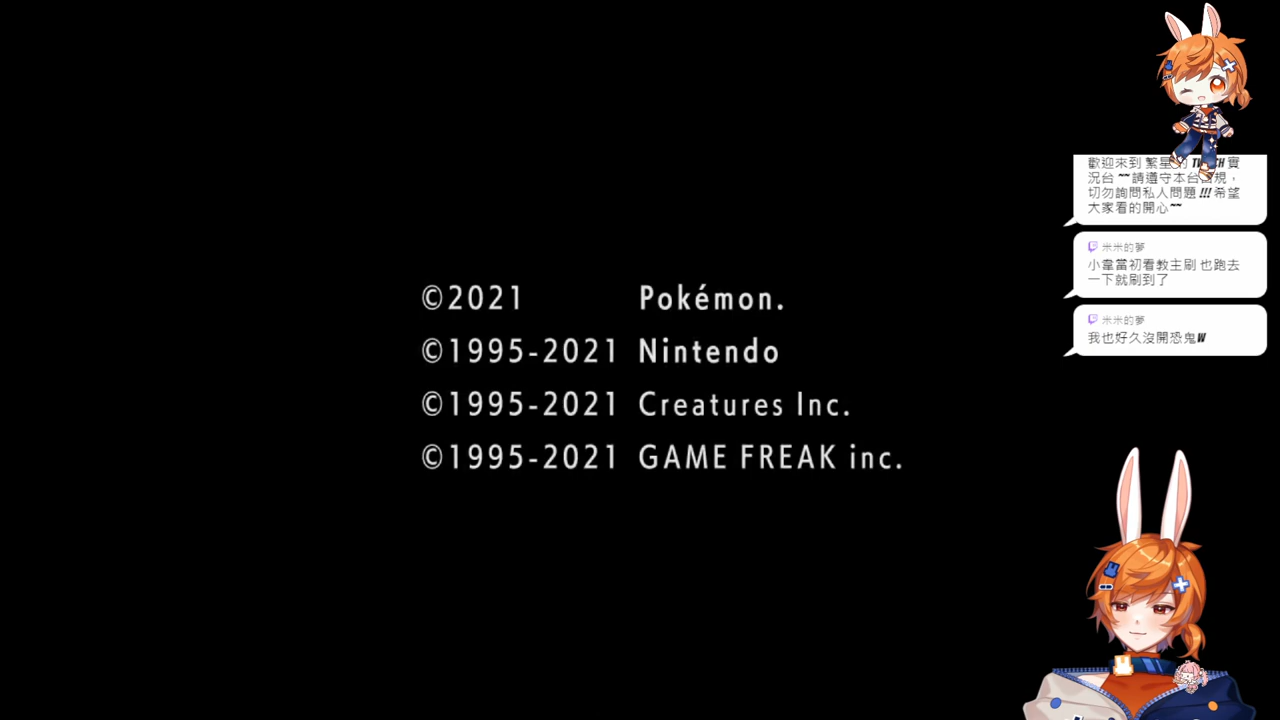 ©2021 Pokémon.
©1995-2021 Nintendo
©1995-2021 Creatures Inc.
©1995-2021 GAME FREAK inc.
歡迎來到 繁星 實
況台 ~~ 請遵守本台 規，
切勿詢問私人問題 !!! 希望
大家看的開心 ~~
米米的夢
小韋當初看教主刷 也跑去
一下就刷到了
米米的夢
我也好久沒開恐鬼W